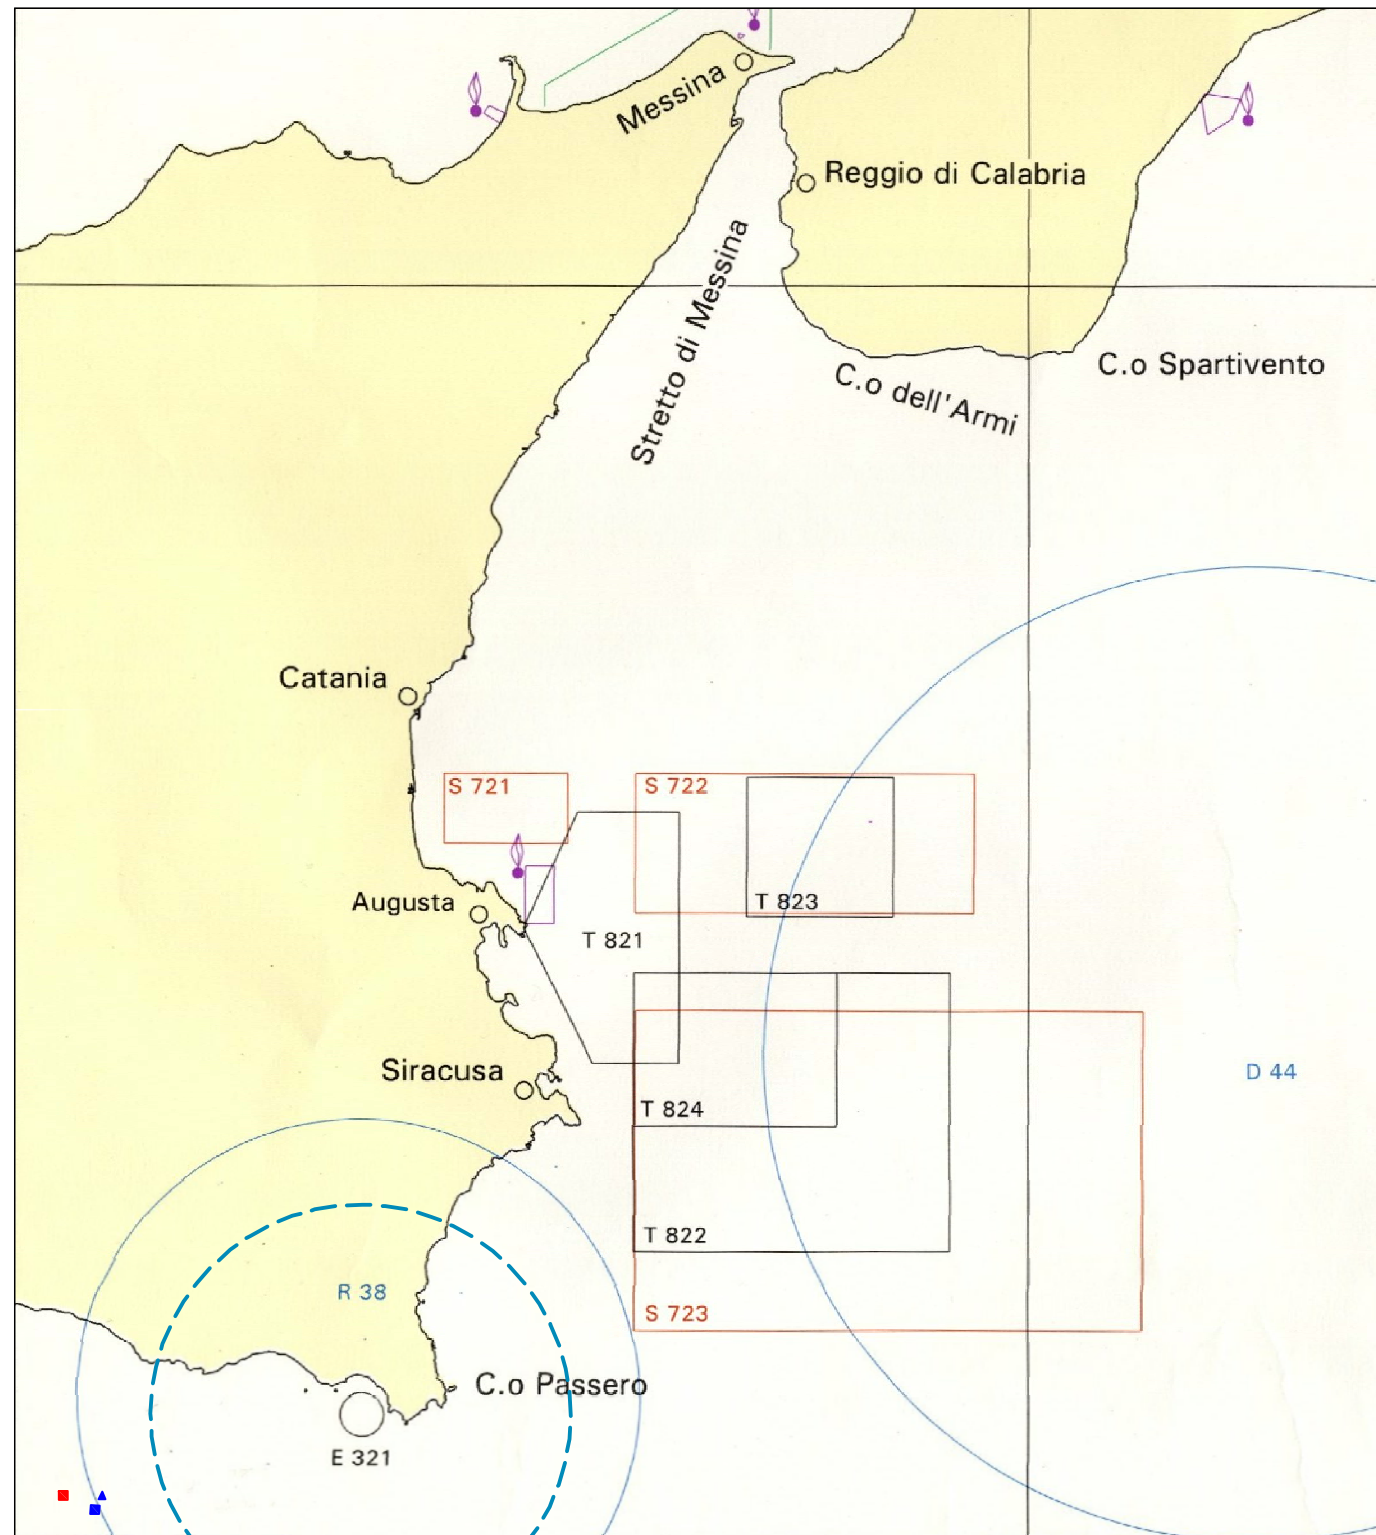 Messina
Reggio di Calabria
Stretto di Messina
C.o Spartivento
C.o dell'Armi
Catania
S 721
S 722
T 823
Augusta
T 821
D 44
Siracusa
T 824
T 822
R 38
S 723
C.o Passero
E 321